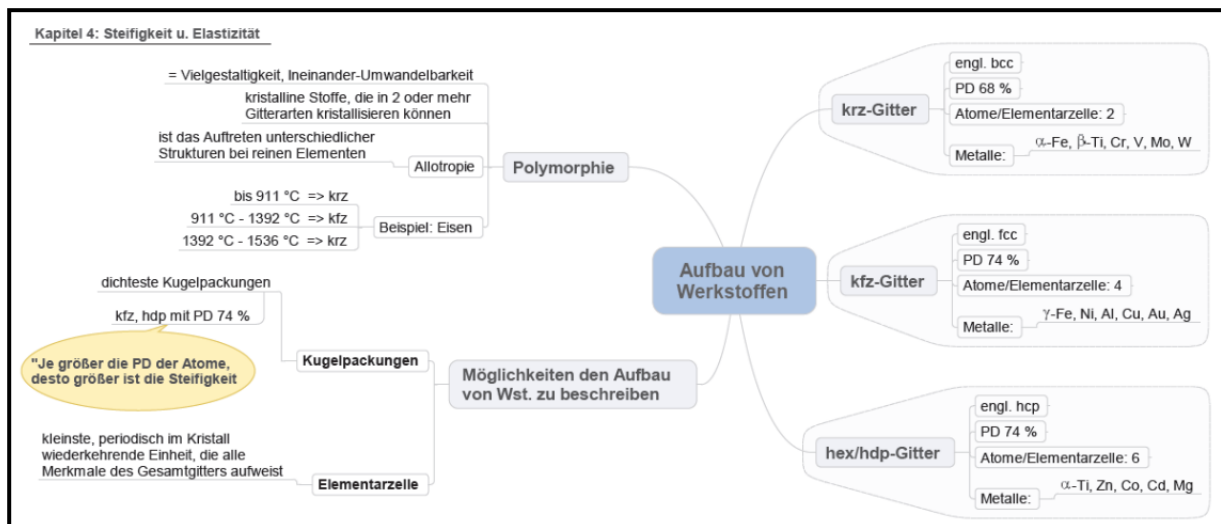 Kapitel 4: Steifigkeit u. Elastizität
= Vielgestaltigkeit, Ineinander-Umwandelbarkeit
kristalline Stoffe, die in 2 oder mehr
Gitterarten kristallisieren können
ist das Auftreten unterschiedlicher
Strukturen bei reinen Elementen
Allotropie
Polymorphie
bis 911 °C => krz
911 °C - 1392 °C => kfz
1392 °C - 1536 °C => krz
Beispiel: Eisen
dichteste Kugelpackungen
kfz, hdp mit PD 74 %
"Je größer die PD der Atome,
desto größer ist die Steifigkeit
Kugelpackungen
Möglichkeiten den Aufbau
von Wst. zu beschreiben
kleinste, periodisch im Kristall
wiederkehrende Einheit, die alle
Merkmale des Gesamtgitters aufweist
Elementarzelle
Aufbau von
Werkstoffen
krz-Gitter
engl. bcc
PD 68 %
Atome/Elementarzelle: 2
Metalle:
α-Fe, β-Ti, Cr, V, Mo, W
kfz-Gitter
engl. fcc
PD 74 %
Atome/Elementarzelle: 4
Metalle:
γ-Fe, Ni, Al, Cu, Au, Ag
hex/hdp-Gitter
engl. hcp
PD 74 %
Atome/Elementarzelle: 6
Metalle:
α-Ti, Zn, Co, Cd, Mg